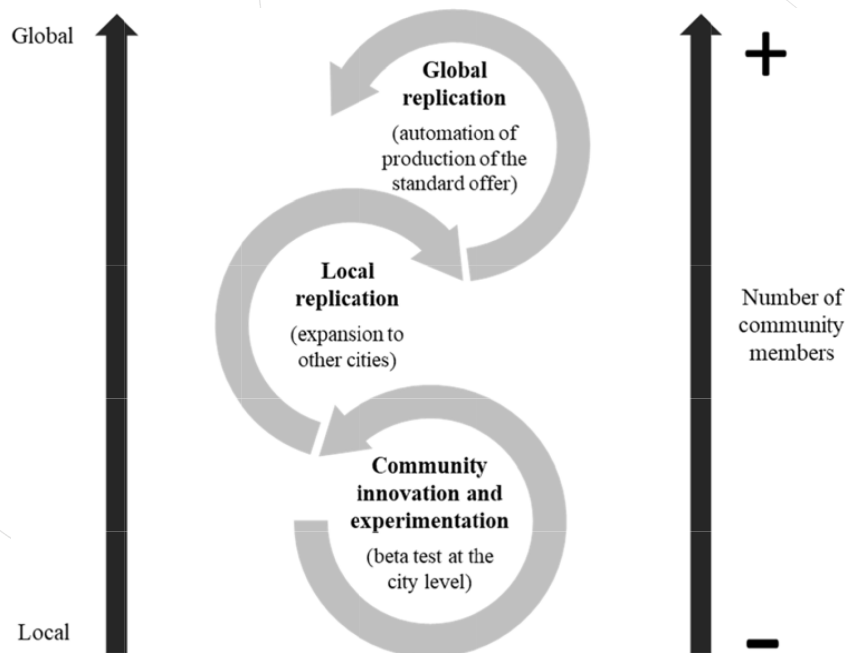 Global
+
Global
replication
(automation of
production of the
standard offer)
Local
replication
(expansion to
other cities)
Number of
community
members
Community
innovation and
experimentation
(beta test at the
city level)
Local
-